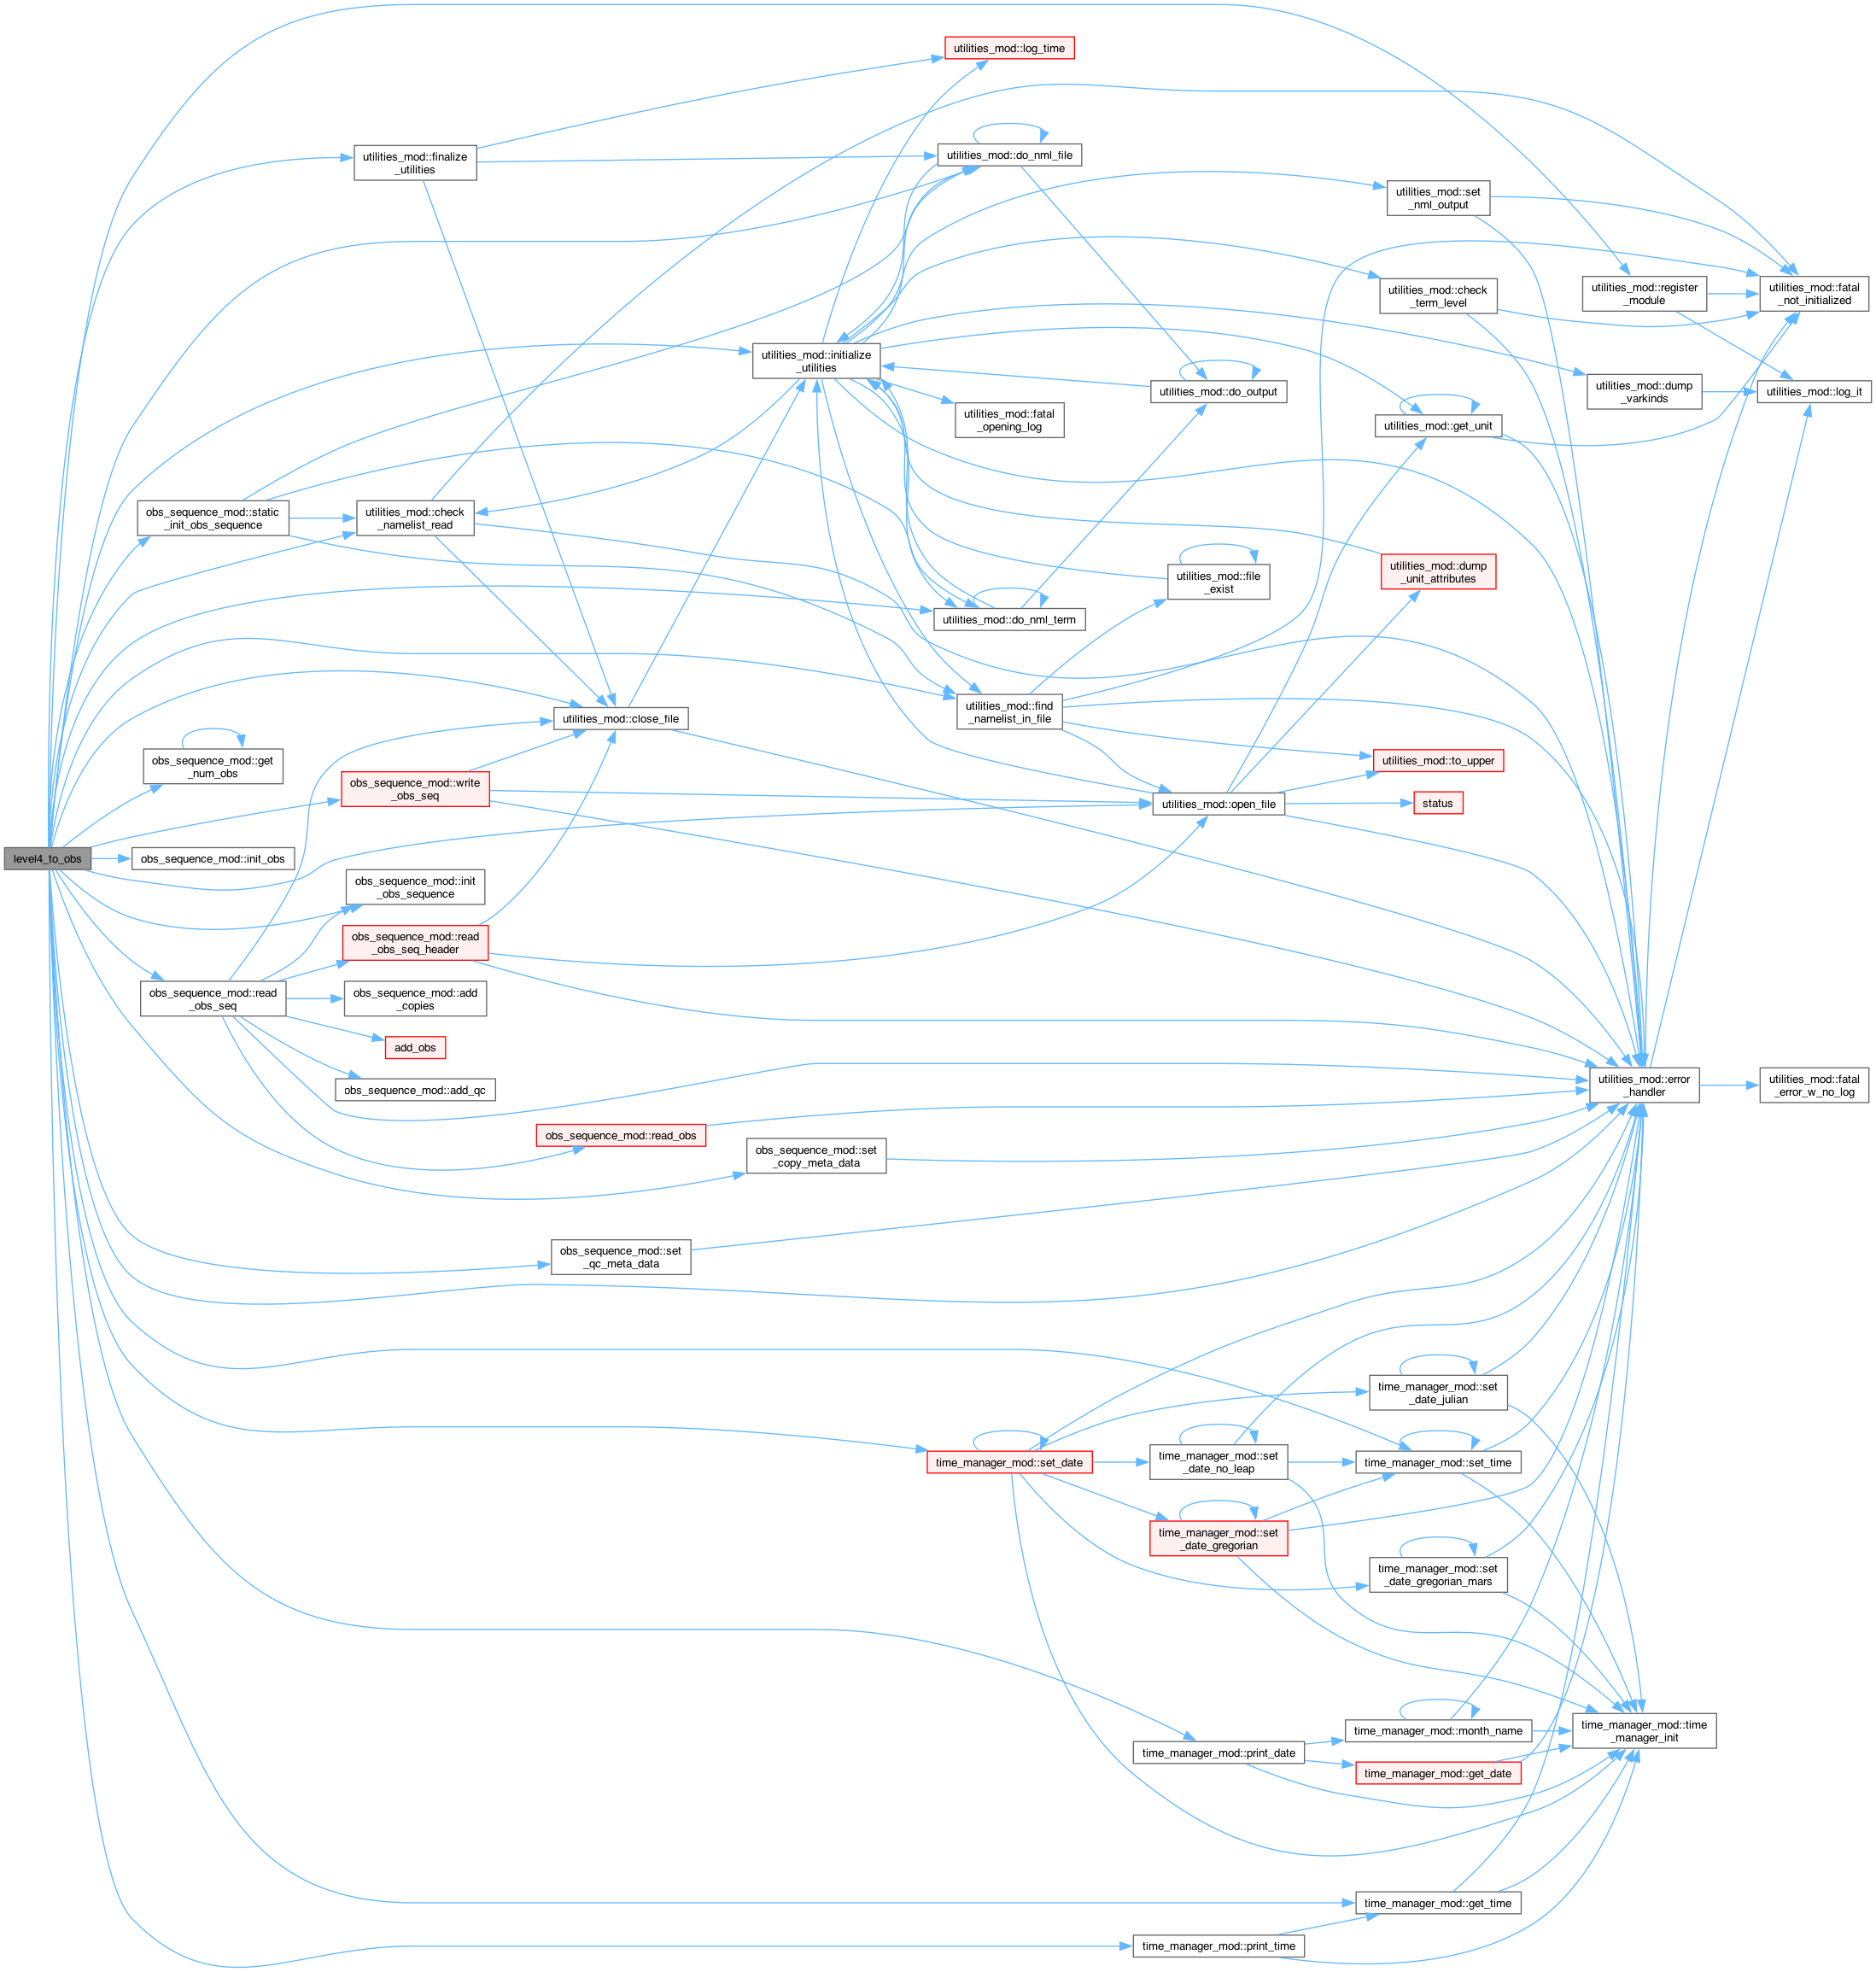 utilities_mod::log_time
utilities_mod::finalize
_utilities
utilities_mod::do_nml_file
utilities_mod::set
_nml_output
utilities_mod::check
_term_level
utilities_mod::register
_module
utilities_mod::fatal
_not_initialized
utilities_mod::initialize
_utilities
utilities_mod::do_output
utilities_mod::dump
_varkinds
utilities_mod::log_it
utilities_mod::fatal
_opening_log
utilities_mod::get_unit
obs_sequence_mod::static
_init_obs_sequence
utilities_mod::check
_namelist_read
utilities_mod::file
_exist
utilities_mod::dump
_unit_attributes
utilities_mod::do_nml_term
utilities_mod::find
_namelist_in_file
utilities_mod::close_file
obs_sequence_mod::get
_num_obs
utilities_mod::to_upper
obs_sequence_mod::write
_obs_seq
utilities_mod::open_file
status
level4_to_obs
obs_sequence_mod::init_obs
obs_sequence_mod::init
_obs_sequence
obs_sequence_mod::read
_obs_seq_header
obs_sequence_mod::read
_obs_seq
obs_sequence_mod::add
_copies
add_obs
obs_sequence_mod::add_qc
utilities_mod::error
_handler
utilities_mod::fatal
_error_w_no_log
obs_sequence_mod::read_obs
obs_sequence_mod::set
_copy_meta_data
obs_sequence_mod::set
_qc_meta_data
time_manager_mod::set
_date_julian
time_manager_mod::set_date
time_manager_mod::set
_date_no_leap
time_manager_mod::set_time
time_manager_mod::set
_date_gregorian
time_manager_mod::set
_date_gregorian_mars
time_manager_mod::month_name
time_manager_mod::time
_manager_init
time_manager_mod::print_date
time_manager_mod::get_date
time_manager_mod::get_time
time_manager_mod::print_time